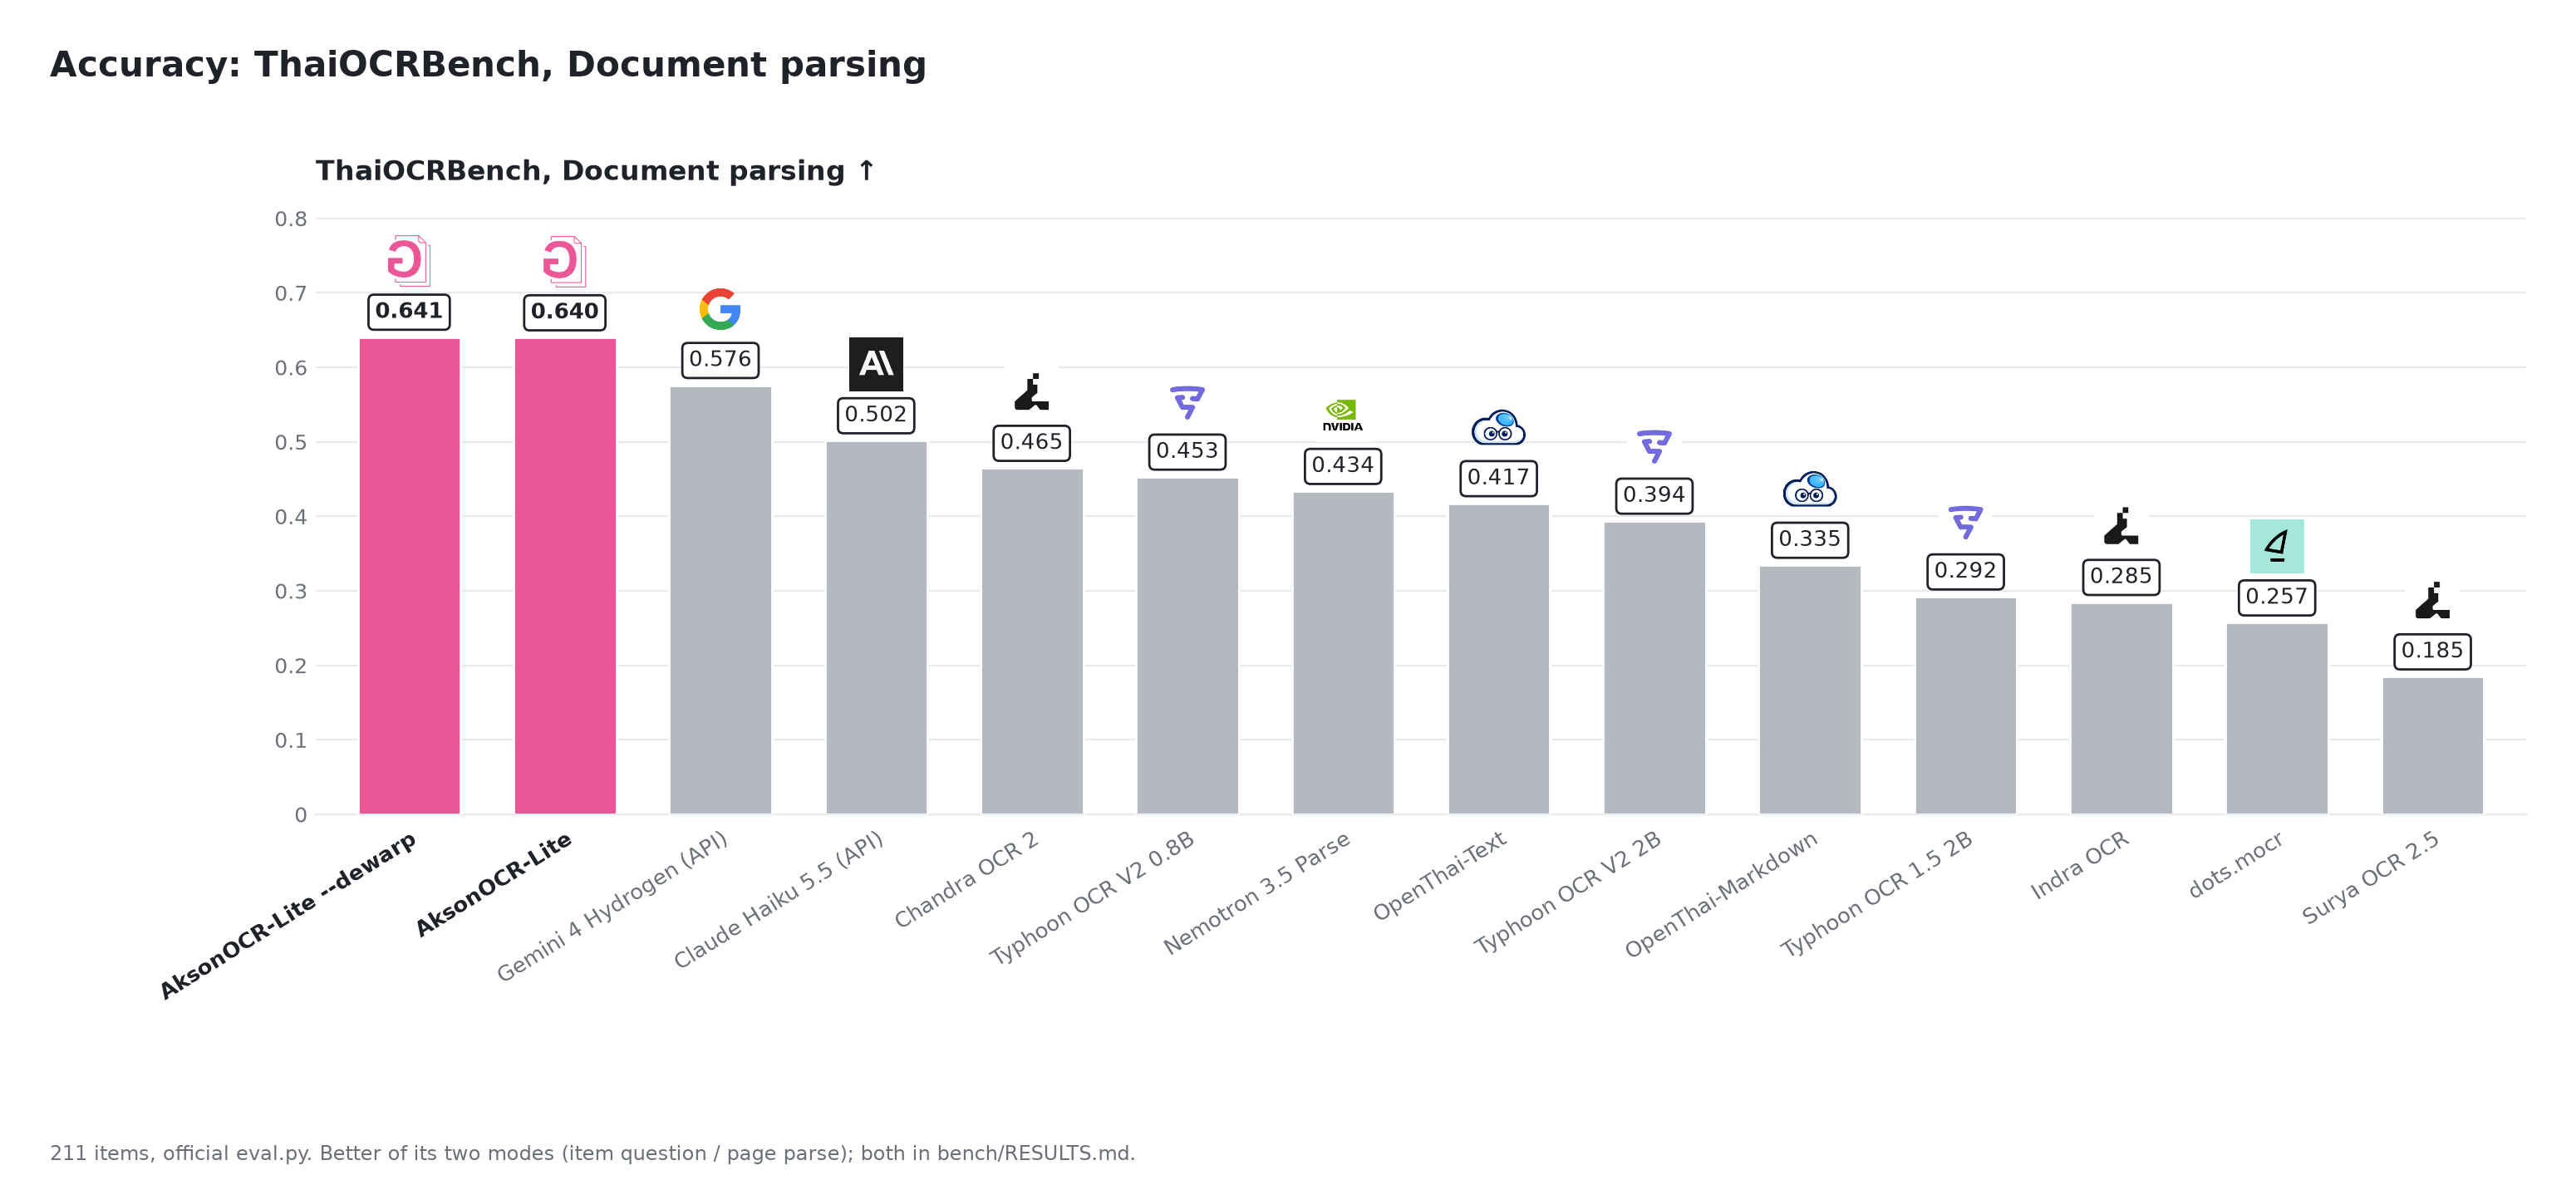 Accuracy: ThaiOCRBench, Document parsing
ThaiOCRBench, Document parsing ↑
0.8
0.7
0.6
0.5
0.4
0.3
0.2
0.1
0
0.641
0.640
0.576
0.502
0.465
0.453
NVIDIA
0.434
0.417
0.394
0.335
0.292
0.285
0.257
0.185
AksonOCR-Lite --dewarp
AksonOCR-Lite
Gemini 4 Hydrogen (API)
Claude Haiku 5.5 (API)
Chandra OCR 2
Typhoon OCR V2 0.8B
Nemotron 3.5 Parse
OpenThai-Text
Typhoon OCR V2 2B
OpenThai-Markdown
Typhoon OCR 1.5 2B
Indra OCR
dots.mocr
Surya OCR 2.5
211 items, official eval.py. Better of its two modes (item question / page parse); both in bench/RESULTS.md.